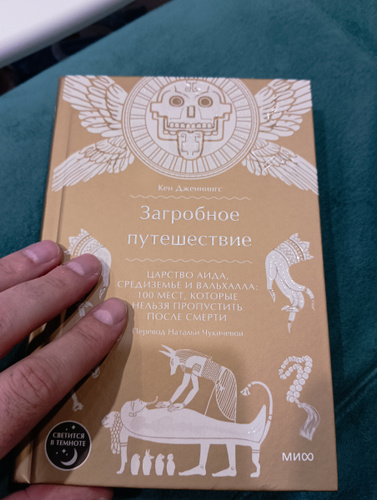 Кен Дженнингс
Загробное
путешествие
ЦАРСТВО АИДА,
СРЕДИЗЕМЬЕ И ВАЛЬХАЛЛА:
100 МЕСТ, КОТОРЫЕ
НЕЛЬЗЯ ПРОПУСТИТЬ
ПОСЛЕ СМЕРТИ
Перевод Натальи Чукичевой
СВЕТИТСЯ
В ТЕМНОТЕ
МИФ